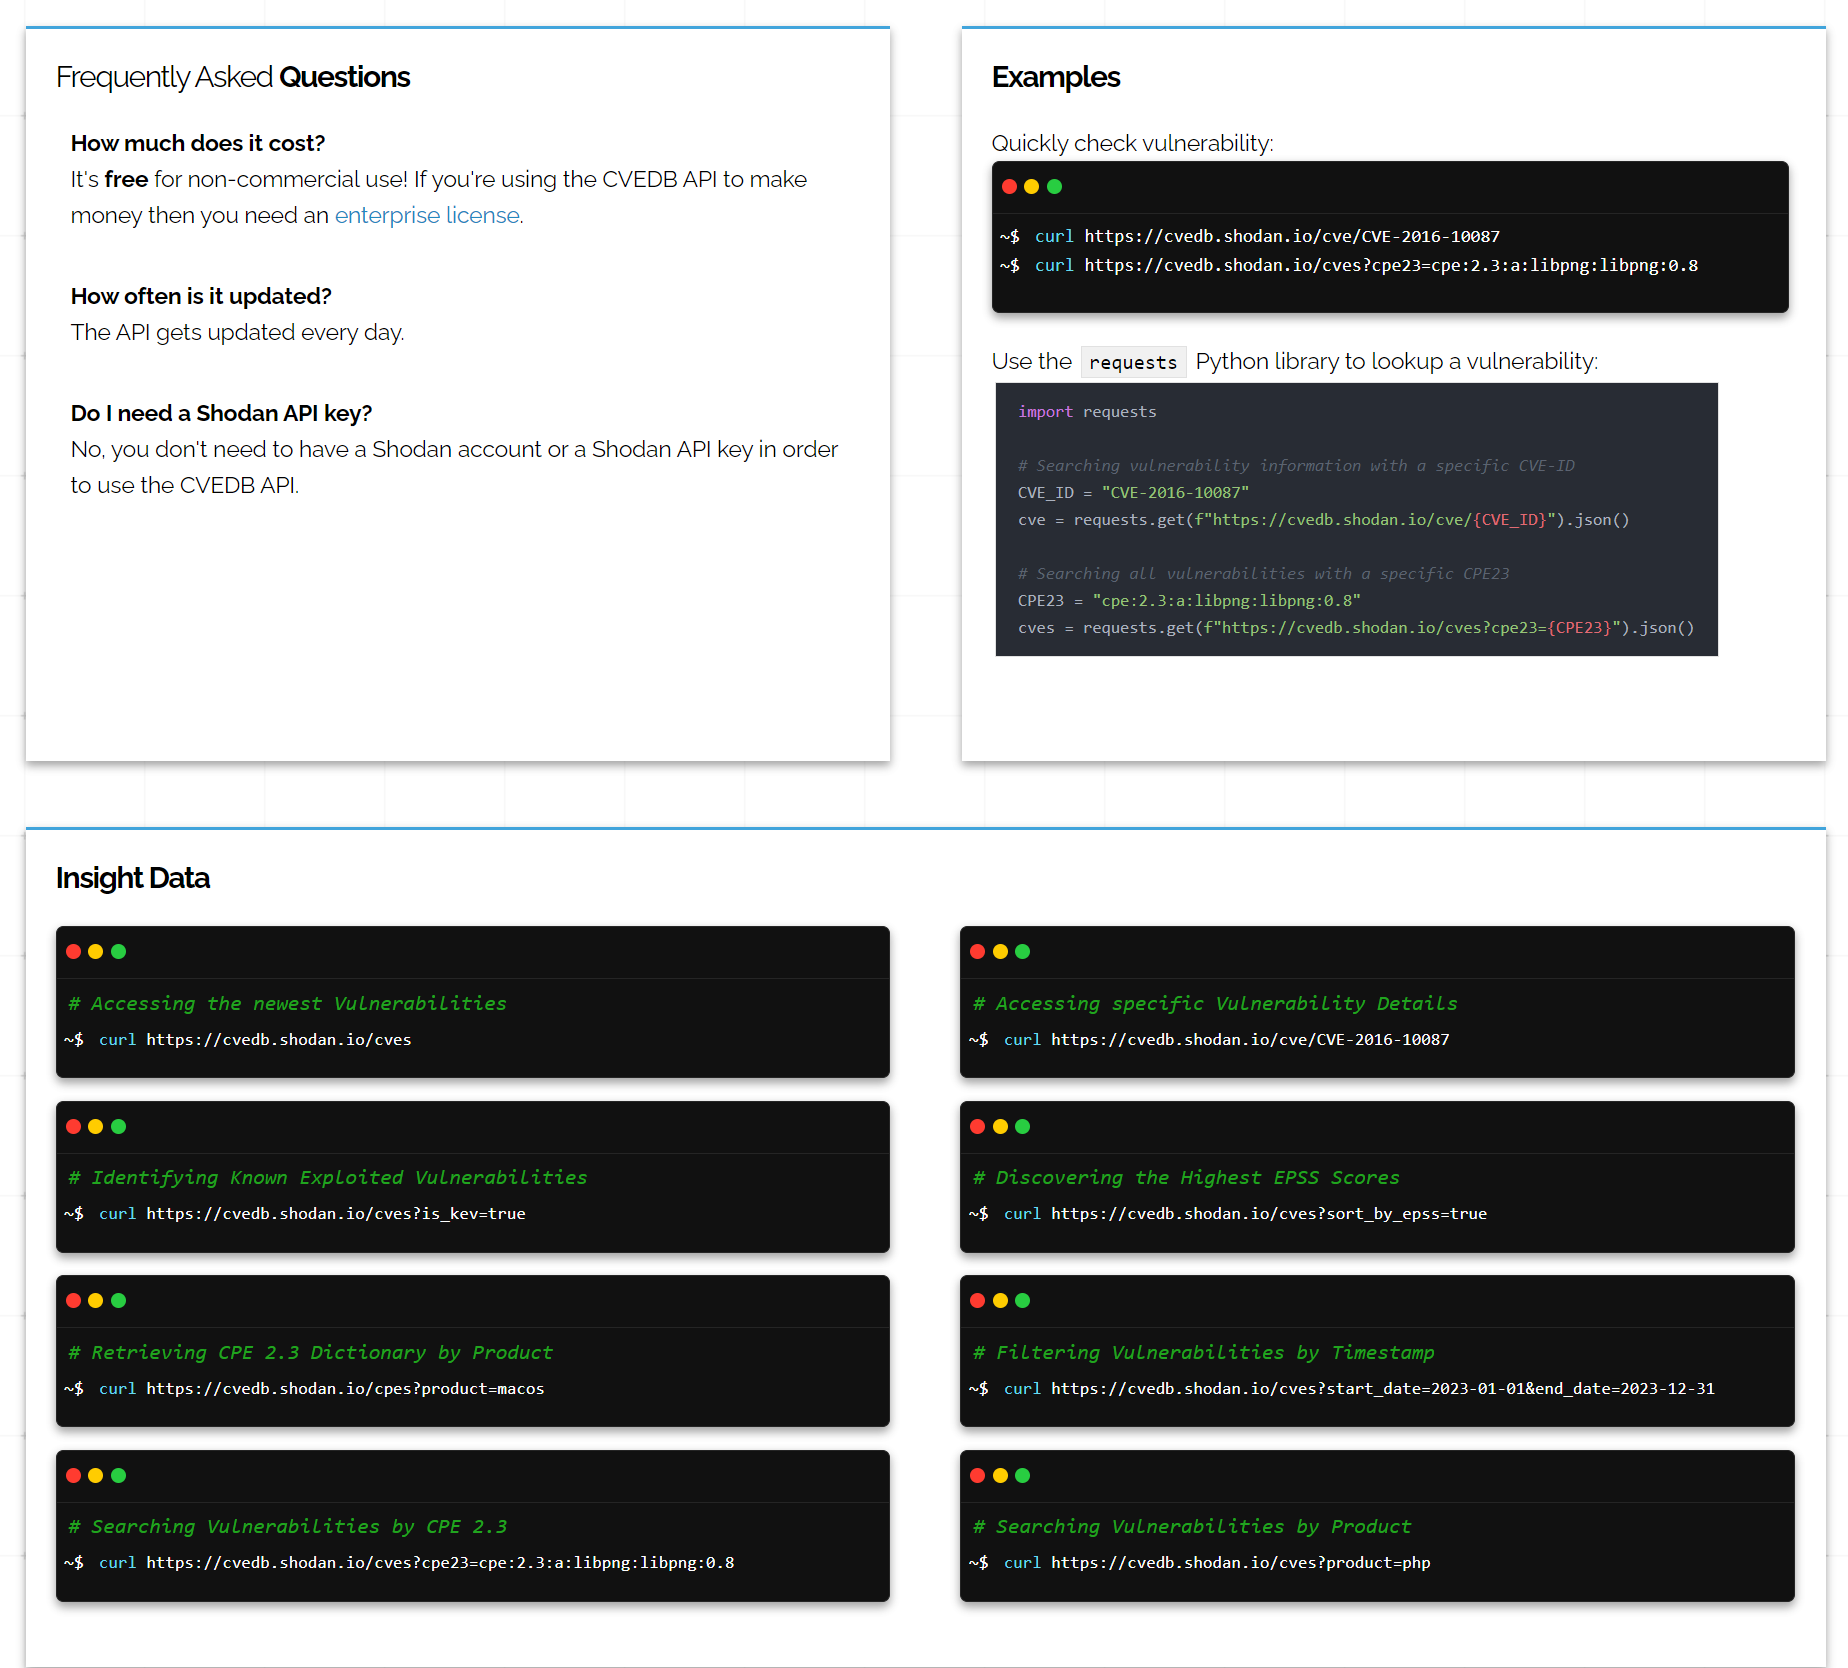 Frequently Asked Questions
How much does it cost?
It's free for non-commercial use! If you're using the CVEDB API to make
money then you need an enterprise license.
How often is it updated?
The API gets updated every day.
Do I need a Shodan API key?
No, you don't need to have a Shodan account or a Shodan API key in order
to use the CVEDB API.
Examples
Quickly check vulnerability:
~$ curl https://cvedb.shodan.io/cve/CVE-2016-10087
~$ curl https://cvedb.shodan.io/cves?cpe23=cpe:2.3:a:libpng:libpng:0.8
Use the requests Python library to lookup a vulnerability:
import requests
# Searching vulnerability information with a specific CVE-ID
CVE_ID = "CVE-2016-10087"
cve = requests.get(f"https://cvedb.shodan.io/cve/{CVE_ID}").json()
# Searching all vulnerabilities with a specific CPE23
CPE23 = "cpe:2.3:a:libpng:libpng:0.8"
cves = requests.get(f"https://cvedb.shodan.io/cves?cpe23={CPE23}").json()
Insight Data
# Accessing the newest Vulnerabilities
~$ curl https://cvedb.shodan.io/cves
# Accessing specific Vulnerability Details
~$ curl https://cvedb.shodan.io/cve/CVE-2016-10087
# Identifying Known Exploited Vulnerabilities
~$ curl https://cvedb.shodan.io/cves?is_kev=true
# Discovering the Highest EPSS Scores
~$ curl https://cvedb.shodan.io/cves?sort_by_epss=true
# Retrieving CPE 2.3 Dictionary by Product
~$ curl https://cvedb.shodan.io/cpes?product=macos
# Filtering Vulnerabilities by Timestamp
~$ curl https://cvedb.shodan.io/cves?start_date=2023-01-01&end_date=2023-12-31
# Searching Vulnerabilities by CPE 2.3
~$ curl https://cvedb.shodan.io/cves?cpe23=cpe:2.3:a:libpng:libpng:0.8
# Searching Vulnerabilities by Product
~$ curl https://cvedb.shodan.io/cves?product=php